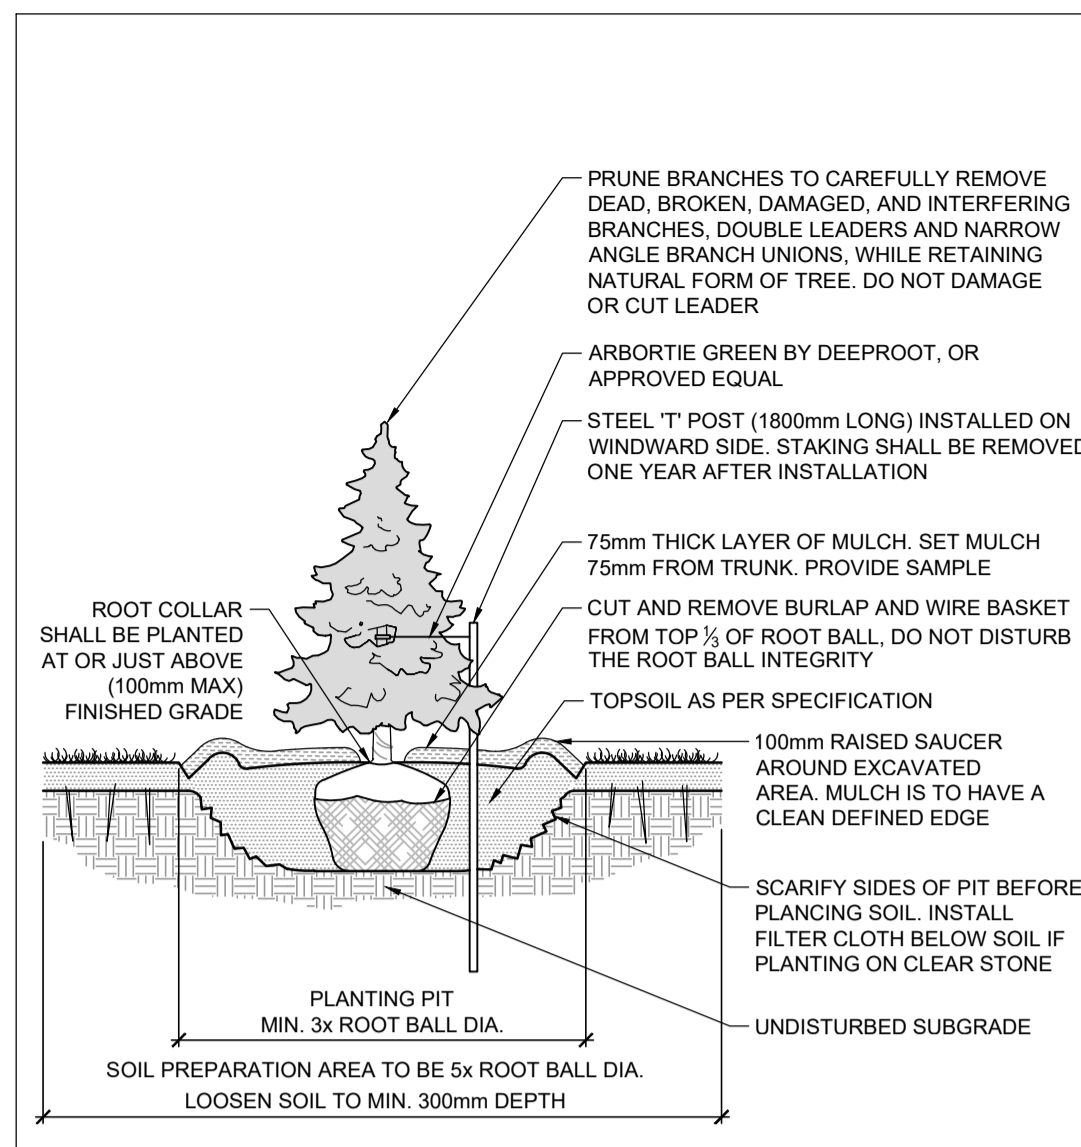 PRUNE BRANCHES TO CAREFULLY REMOVE
DEAD, BROKEN, DAMAGED, AND INTERFERING
BRANCHES, DOUBLE LEADERS AND NARROW
ANGLE BRANCH UNIONS, WHILE RETAINING
NATURAL FORM OF TREE. DO NOT DAMAGE
OR CUT LEADER
ARBORTIE GREEN BY DEEPROOT, OR
APPROVED EQUAL
STEEL 'T' POST (1800mm LONG) INSTALLED ON
WINDWARD SIDE. STAKING SHALL BE REMOVED
ONE YEAR AFTER INSTALLATION
75mm THICK LAYER OF MULCH. SET MULCH
75mm FROM TRUNK. PROVIDE SAMPLE
CUT AND REMOVE BURLAP AND WIRE BASKET
FROM TOP ⅓ OF ROOT BALL, DO NOT DISTURB
THE ROOT BALL INTEGRITY
ROOT COLLAR
SHALL BE PLANTED
AT OR JUST ABOVE
(100mm MAX)
FINISHED GRADE
TOPSOIL AS PER SPECIFICATION
100mm RAISED SAUCER
AROUND EXCAVATED
AREA. MULCH IS TO HAVE A
CLEAN DEFINED EDGE
SCARIFY SIDES OF PIT BEFORE
PLANCING SOIL. INSTALL
FILTER CLOTH BELOW SOIL IF
PLANTING ON CLEAR STONE
UNDISTURBED SUBGRADE
PLANTING PIT
MIN. 3x ROOT BALL DIA.
SOIL PREPARATION AREA TO BE 5x ROOT BALL DIA.
LOOSEN SOIL TO MIN. 300mm DEPTH